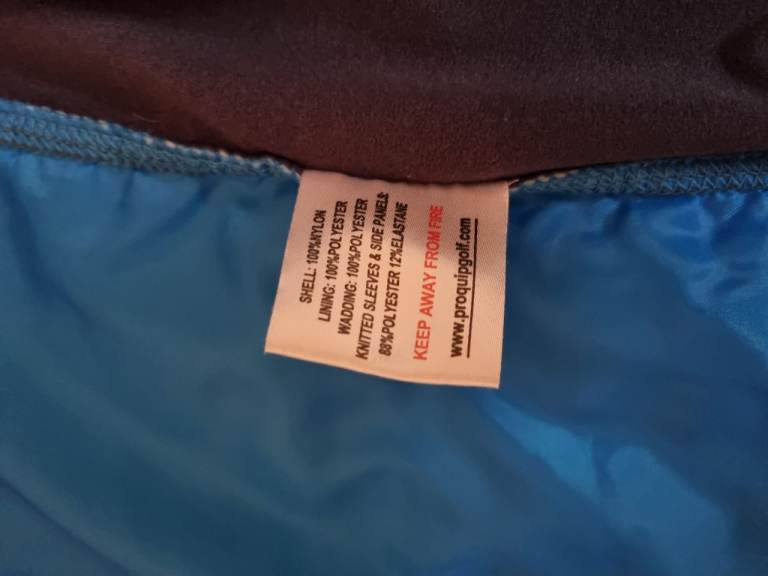 SHELL: 100%NYLON
LINING: 100%POLYESTER
WADDING: 100%POLYESTER
KNITTED SLEEVES & SIDE PANELS:
88%POLYESTER 12%ELASTANE
KEEP AWAY FROM FIRE
www.proquipgolf.com